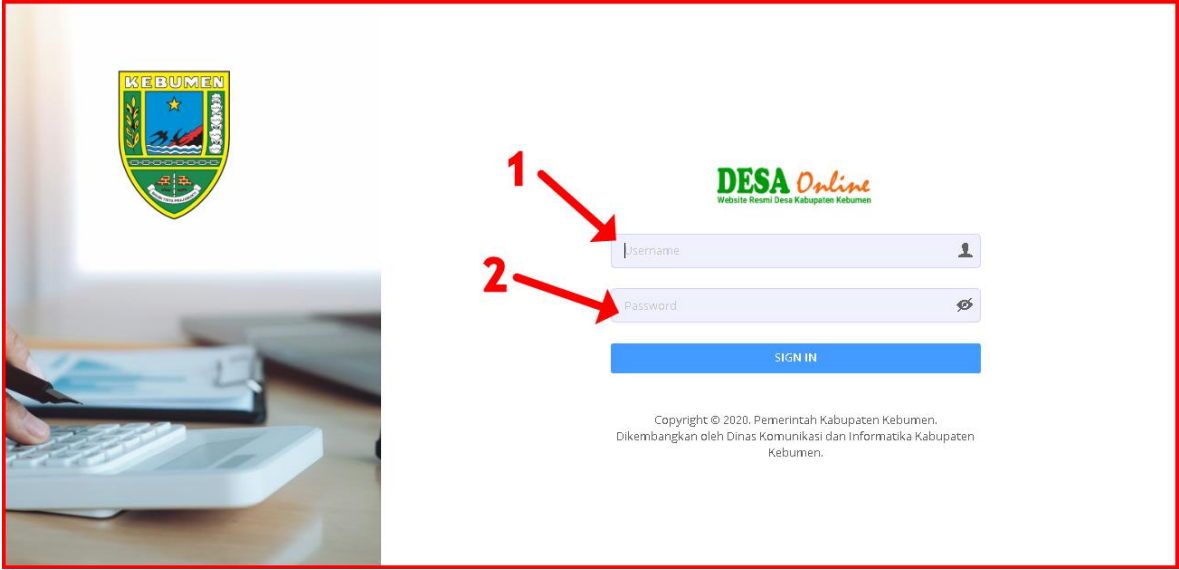 KEBUMEN
1
DESA Online
Website Resmi Desa Kabupaten Kebumen
Username
2
Password
SIGN IN
Copyright © 2020. Pemerintah Kabupaten Kebumen.
Dikembangkan oleh Dinas Komunikasi dan Informatika Kabupaten
Kebumen.